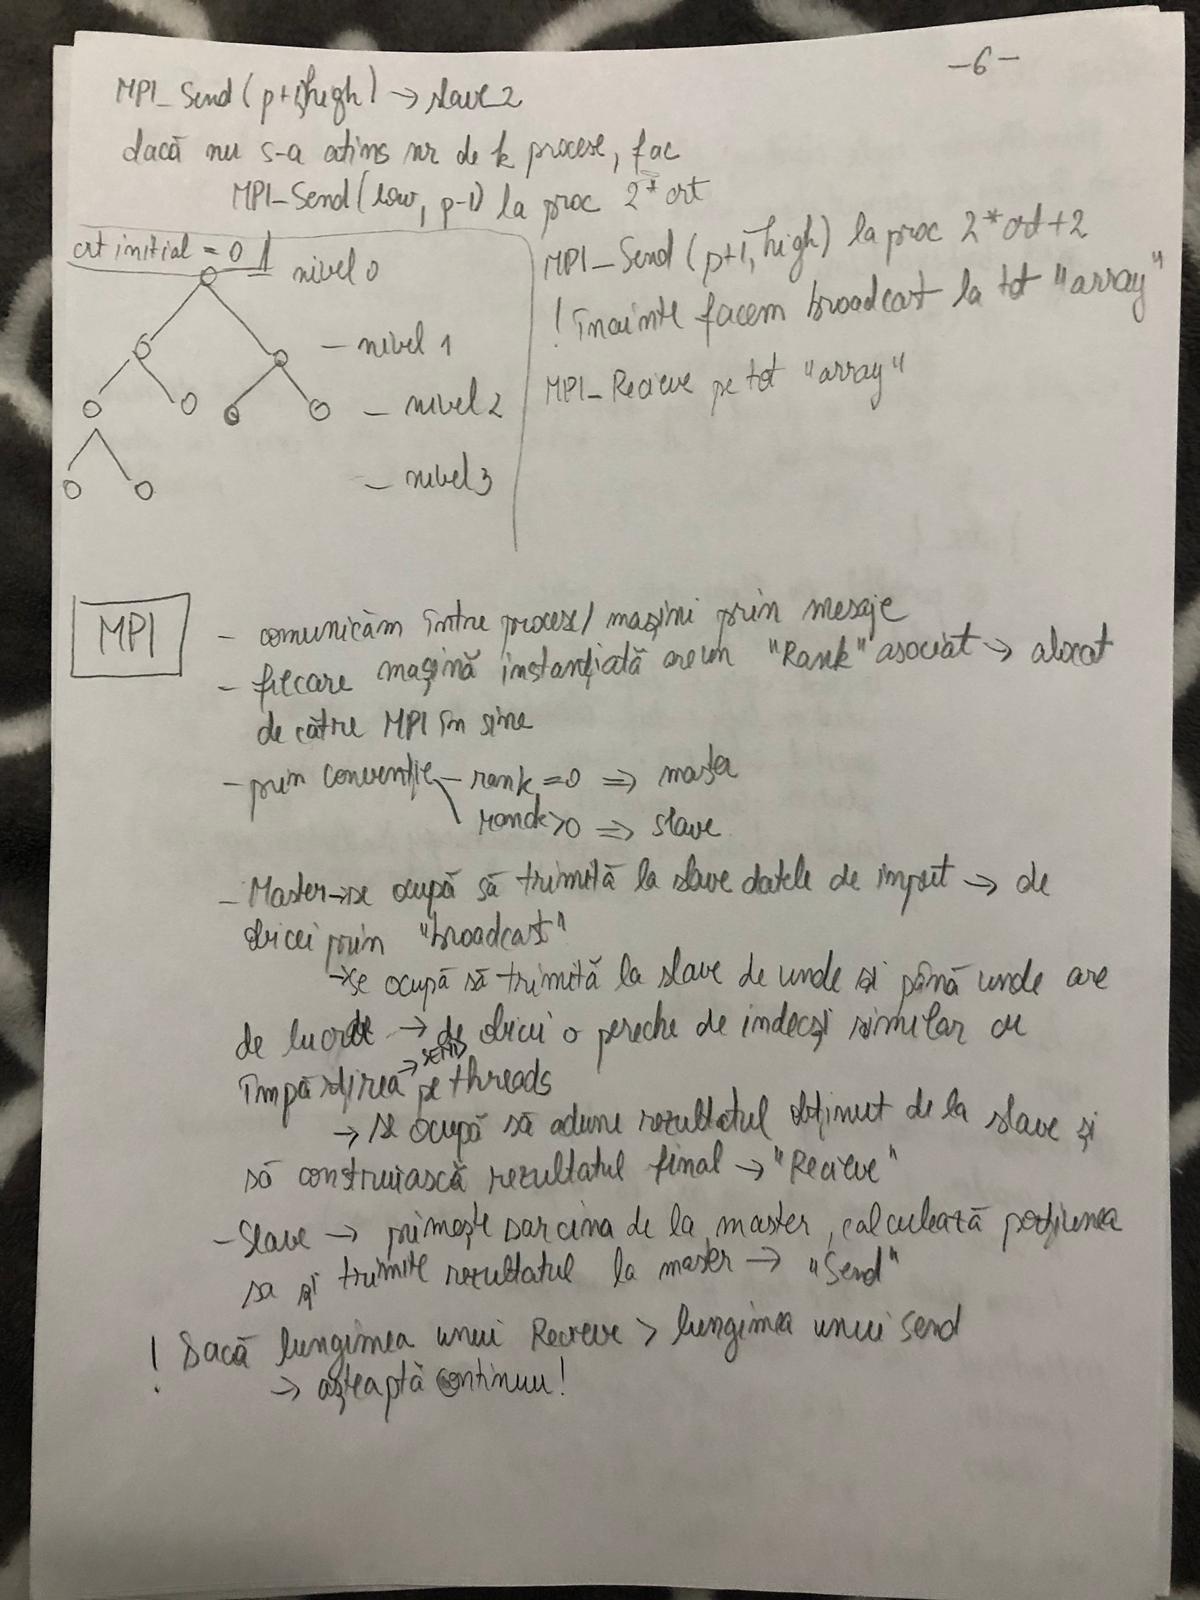 -6-
MPI_Send(p+1,high) → slave 2
dacă nu s-a atins nr de k procese, fac
MPI_Send(low, p-1) la proc 2*crt
MPI_Send(p+1, high) la proc 2*crt+2
! înainte facem broadcast la tot "array"
MPI_Recieve pe tot "array"
crt initial = 0
nivel 0
- nivel 1
- nivel 2
- nivel 3
MPI
- comunicăm între procese/mașini prin mesaje
- fiecare mașină instanțiată are un "Rank" asociat → alocat
de către MPI în sine
- prin convenție - rank=0 ⇒ master
rank>0 ⇒ slave
- Master → se ocupă să trimită la slave datele de input → de
obicei prin "broadcast"
→ se ocupă să trimită la slave de unde și până unde are
de lucrat → de obicei o pereche de indecși similar cu
împărțirea pe threads → SEND
→ se ocupă să adune rezultatul obținut de la slave și
să construiască rezultatul final → "Recieve"
- Slave → primește sarcina de la master, calculează porțiunea
sa și trimite rezultatul la master → "Send"
! Dacă lungimea unui Recieve > lungimea unui send
→ așteaptă continuu!